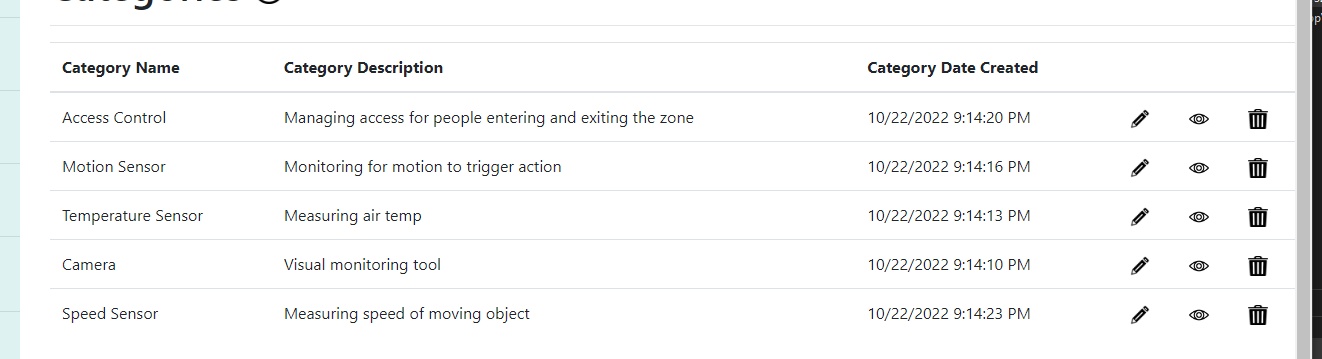 Categories
Category Name Category Description Category Date Created
Access Control Managing access for people entering and exiting the zone 10/22/2022 9:14:20 PM
Motion Sensor Monitoring for motion to trigger action 10/22/2022 9:14:16 PM
Temperature Sensor Measuring air temp 10/22/2022 9:14:13 PM
Camera Visual monitoring tool 10/22/2022 9:14:10 PM
Speed Sensor Measuring speed of moving object 10/22/2022 9:14:23 PM